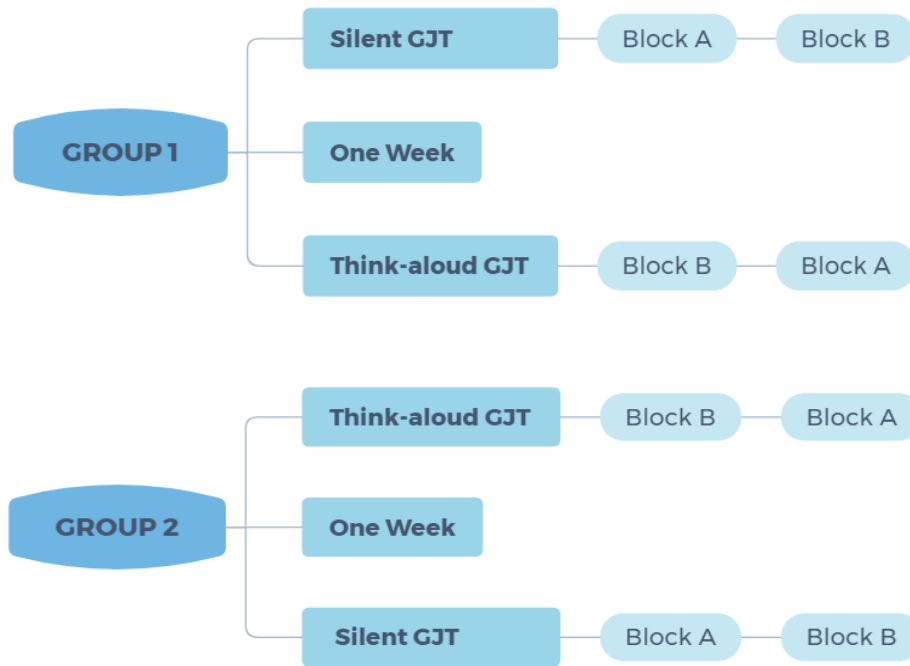 Silent GJT Block A Block B
GROUP 1 One Week
Think-aloud GJT Block B Block A
Think-aloud GJT Block B Block A
GROUP 2 One Week
Silent GJT Block A Block B